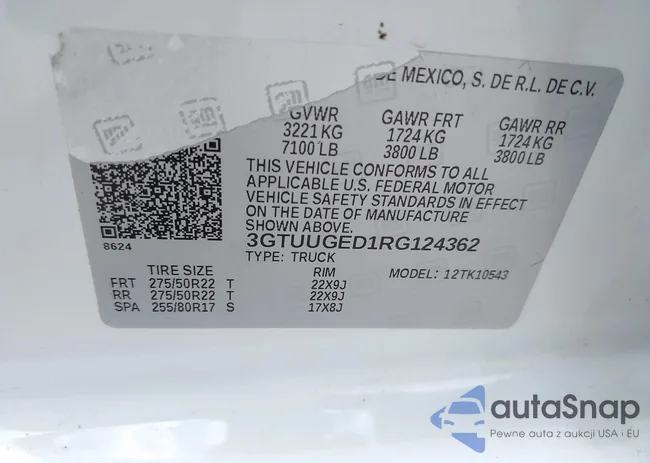 DE MEXICO, S. DE R.L. DE C.V.
GVWR GAWR FRT GAWR RR
3221 KG 1724 KG 1724 KG
7100 LB 3800 LB 3800 LB
THIS VEHICLE CONFORMS TO ALL
APPLICABLE U.S. FEDERAL MOTOR
VEHICLE SAFETY STANDARDS IN EFFECT
ON THE DATE OF MANUFACTURE
SHOWN ABOVE.
8624
3GTUUGED1RG124362
TYPE: TRUCK
TIRE SIZE RIM MODEL: 12TK10543
FRT 275/50R22 T 22X9J
RR 275/50R22 T 22X9J
SPA 255/80R17 S 17X8J
autaSnap
Pewne auta z aukcji USA i EU